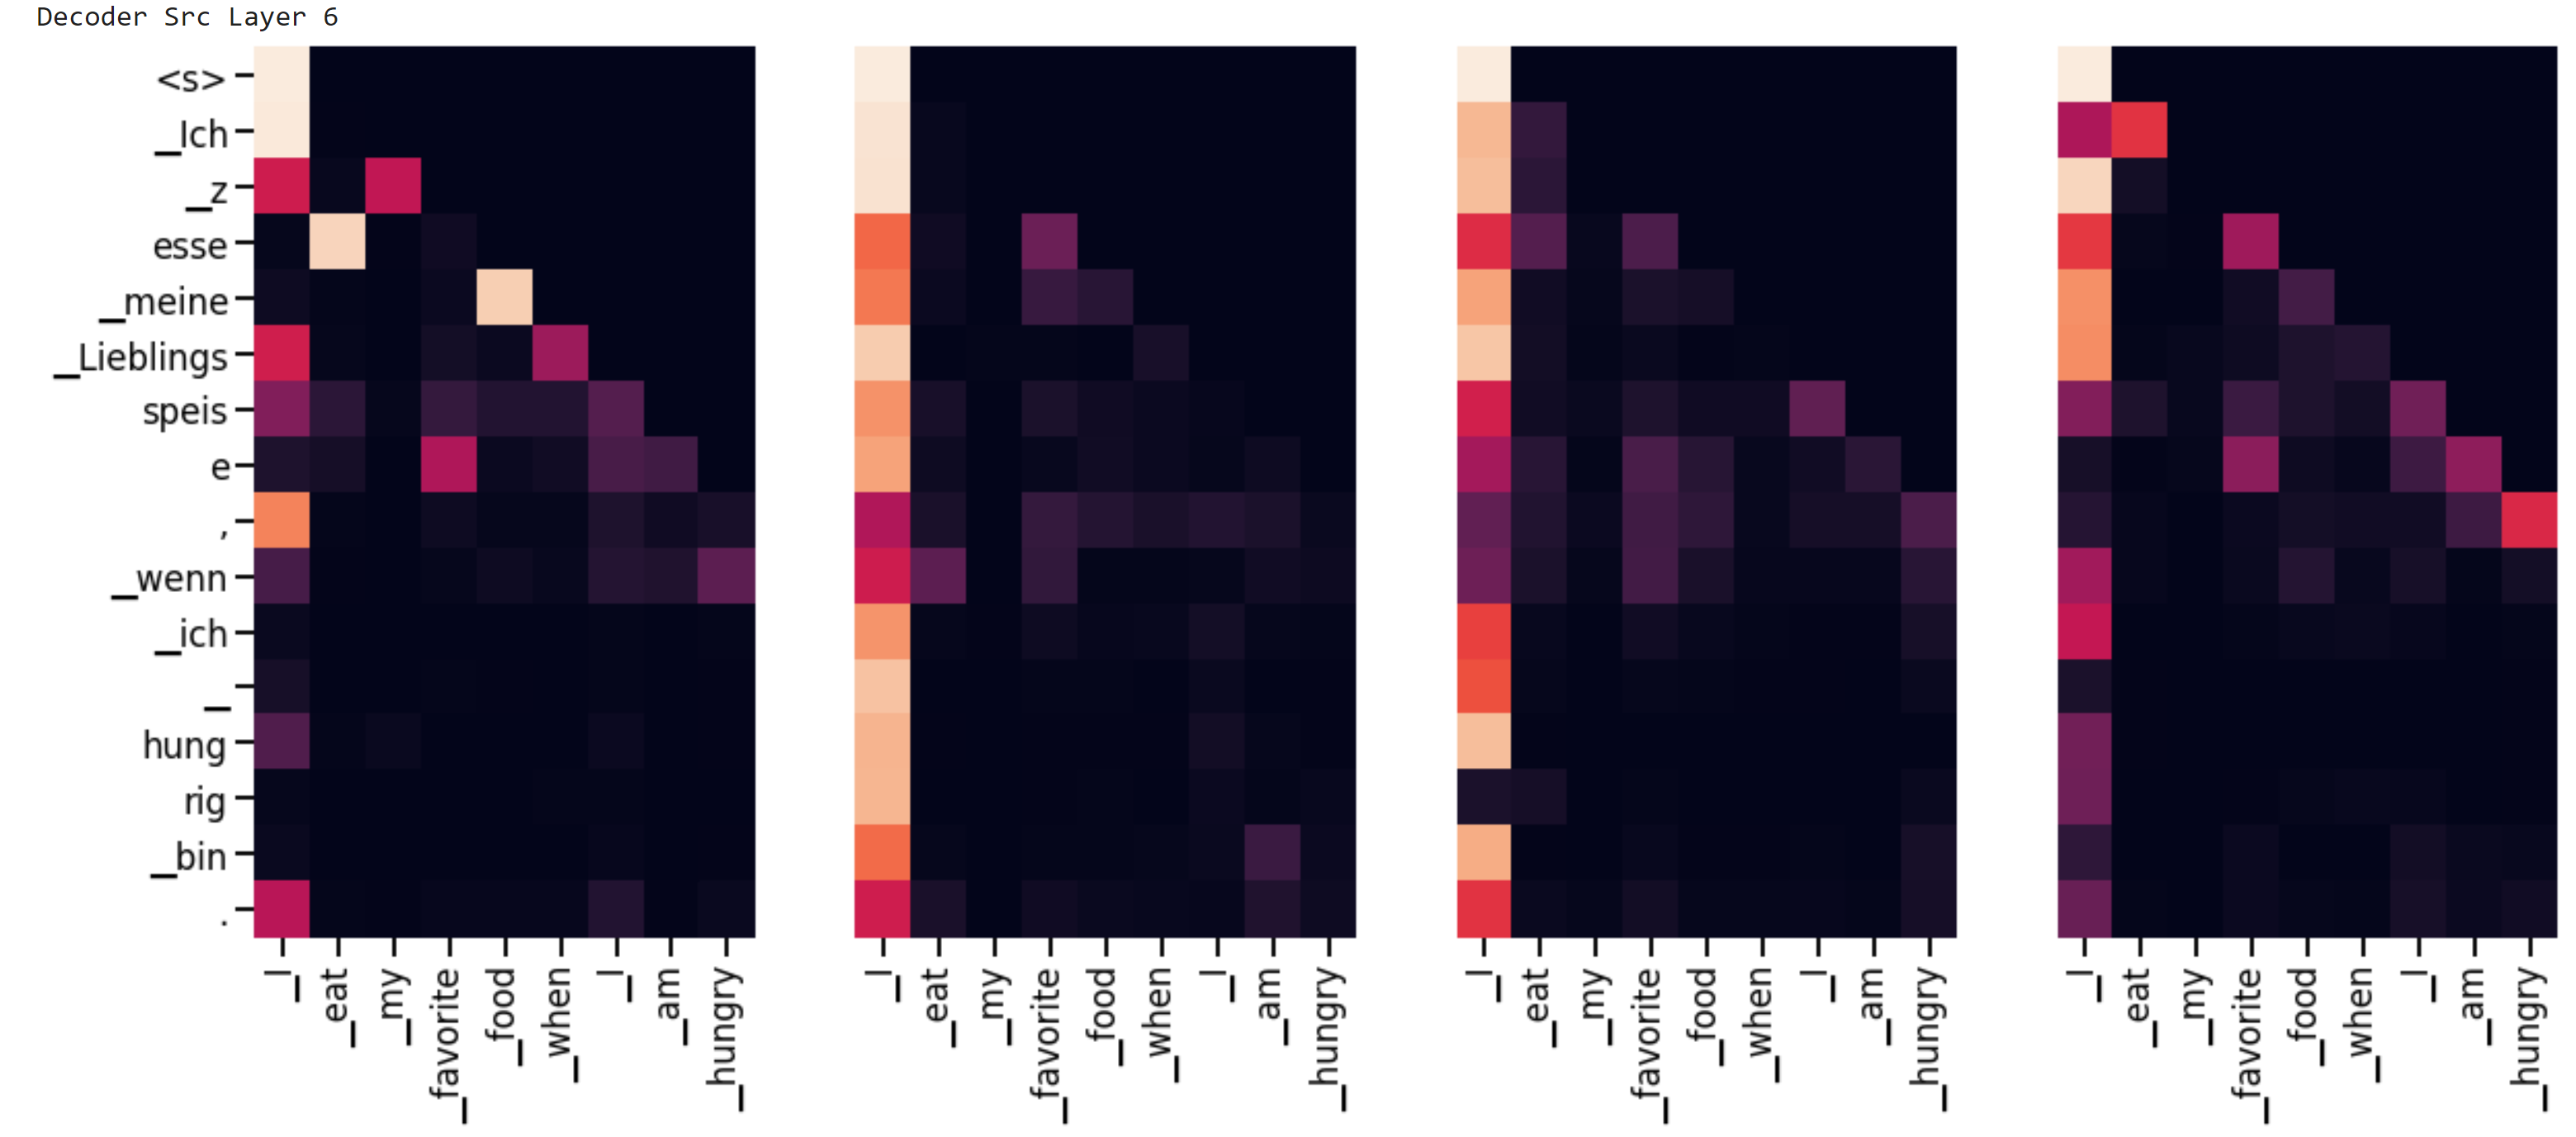 Decoder Src Layer 6
<s>
_Ich
_z
esse
_meine
_Lieblings
speis
e
,
_wenn
_ich
_
hung
rig
_bin
.
_I
_eat
_my
_favorite
_food
_when
_I
_am
_hungry
_I
_eat
_my
_favorite
_food
_when
_I
_am
_hungry
_I
_eat
_my
_favorite
_food
_when
_I
_am
_hungry
_I
_eat
_my
_favorite
_food
_when
_I
_am
_hungry